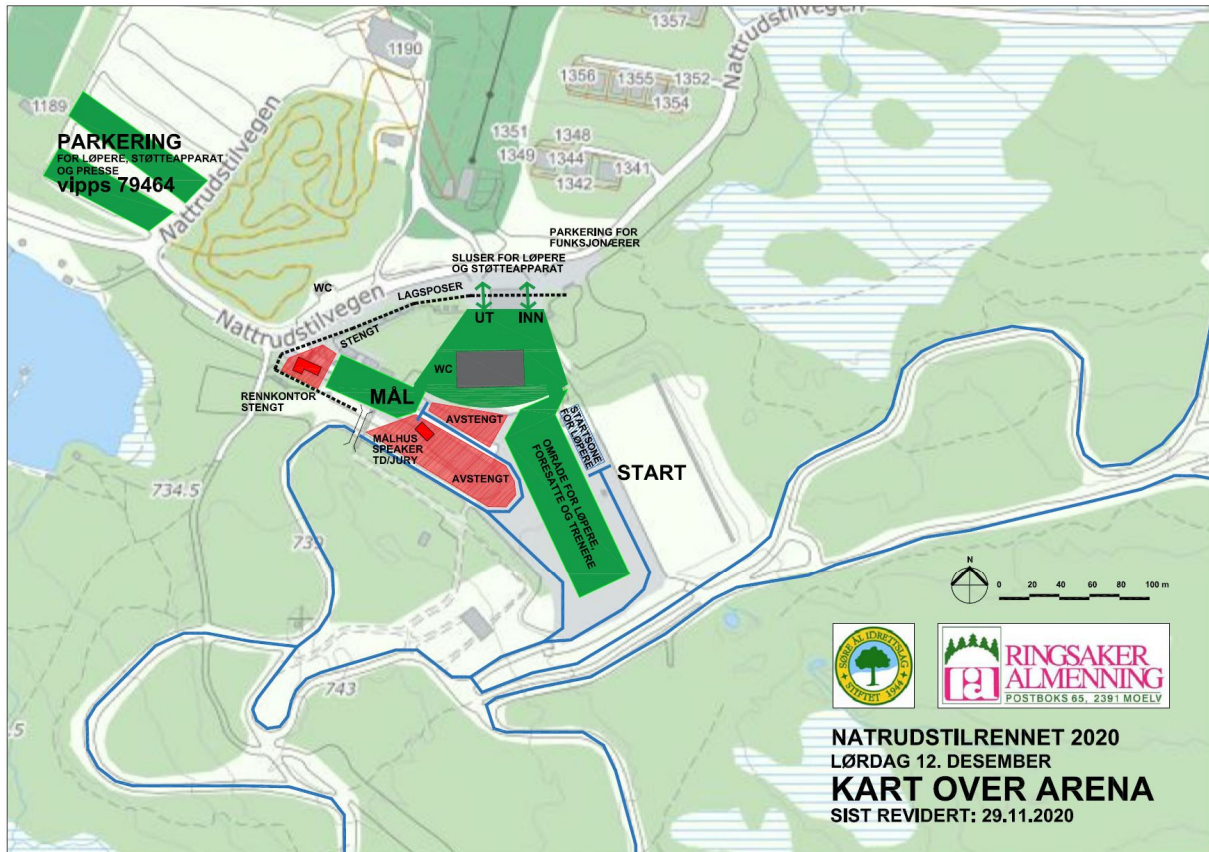 1357
Nattrudstilvegen
1190
1356
1355
1352
1354
1189
PARKERING
FOR LØPERE, STØTTEAPPARAT
OG PRESSE
vipps 79464
Nattrudstilvegen
1351
1348
1349
1344
1341
1342
PARKERING FOR
FUNKSJONÆRER
SLUSER FOR LØPERE
OG STØTTEAPPARAT
WC
LAGSPOSER
Nattrudstilvegen
STENGT
UT
INN
WC
RENNKONTOR
STENGT
MÅL
AVSTENGT
STARTSONE
FOR LØPERE
MÅLHUS
SPEAKER
TD/JURY
AVSTENGT
START
OMRÅDE FOR LØPERE,
FORESATTE OG TRENERE
734.5
739
743
.5
N
0 20 40 60 80 100 m
SØRE ÅL IDRETTSLAG
STIFTET 1944
RINGSAKER
ALMENNING
POSTBOKS 65, 2391 MOELV
NATRUDSTILRENNET 2020
LØRDAG 12. DESEMBER
KART OVER ARENA
SIST REVIDERT: 29.11.2020